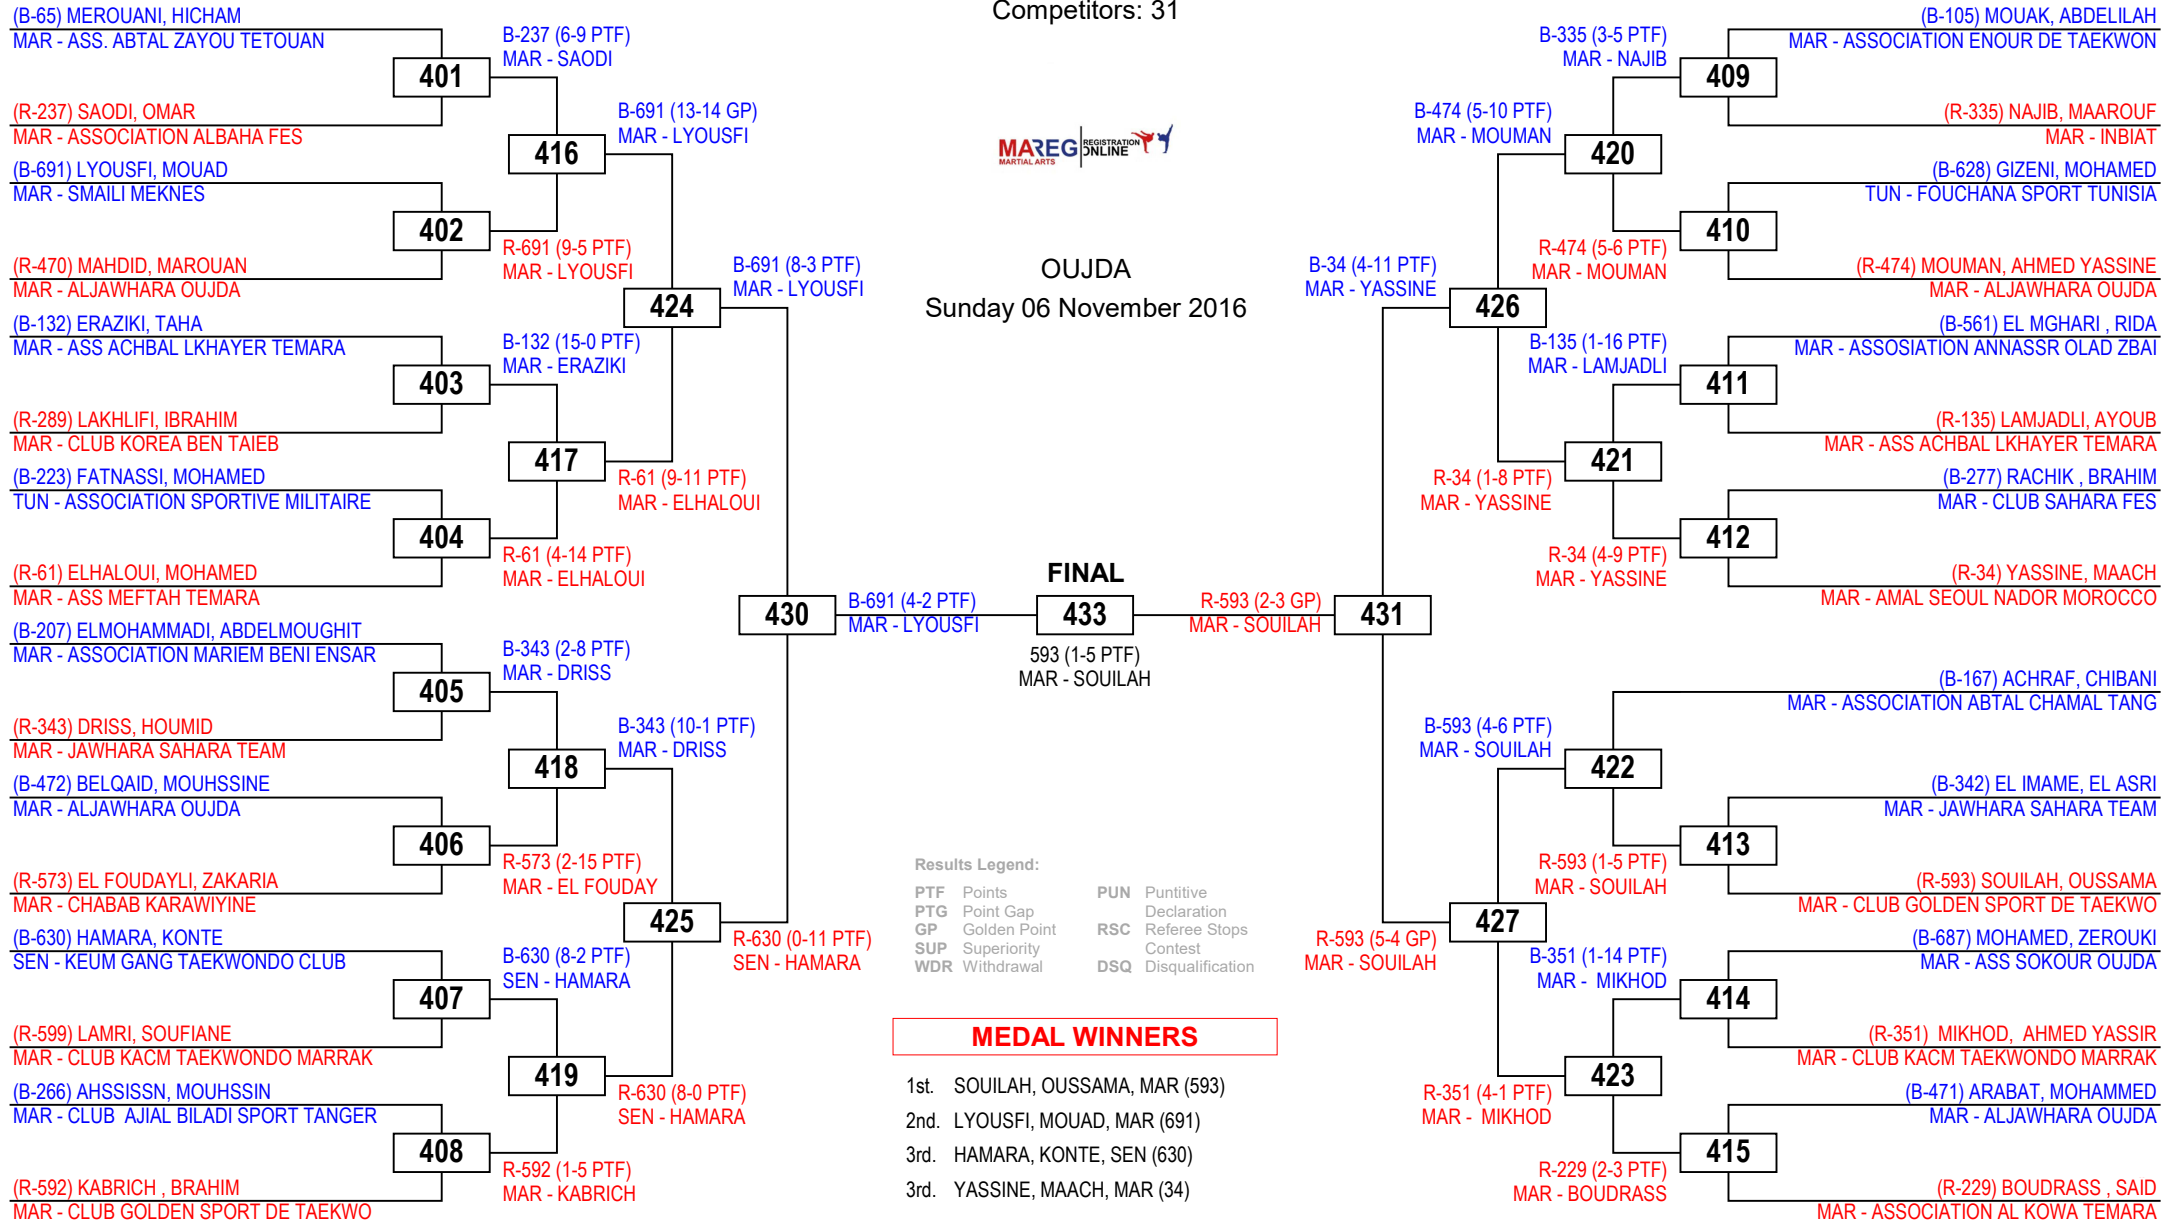 Competitors: 31
MAREG REGISTRATION ONLINE
MARTIAL ARTS
OUJDA
Sunday 06 November 2016
(B-65) MEROUANI, HICHAM
MAR - ASS. ABTAL ZAYOU TETOUAN
401
(R-237) SAODI, OMAR
MAR - ASSOCIATION ALBAHA FES
(B-691) LYOUSFI, MOUAD
MAR - SMAILI MEKNES
402
(R-470) MAHDID, MAROUAN
MAR - ALJAWHARA OUJDA
(B-132) ERAZIKI, TAHA
MAR - ASS ACHBAL LKHAYER TEMARA
403
(R-289) LAKHLIFI, IBRAHIM
MAR - CLUB KOREA BEN TAIEB
(B-223) FATNASSI, MOHAMED
TUN - ASSOCIATION SPORTIVE MILITAIRE
404
(R-61) ELHALOUI, MOHAMED
MAR - ASS MEFTAH TEMARA
(B-207) ELMOHAMMADI, ABDELMOUGHIT
MAR - ASSOCIATION MARIEM BENI ENSAR
405
(R-343) DRISS, HOUMID
MAR - JAWHARA SAHARA TEAM
(B-472) BELQAID, MOUHSSINE
MAR - ALJAWHARA OUJDA
406
(R-573) EL FOUDAYLI, ZAKARIA
MAR - CHABAB KARAWIYINE
(B-630) HAMARA, KONTE
SEN - KEUM GANG TAEKWONDO CLUB
407
(R-599) LAMRI, SOUFIANE
MAR - CLUB KACM TAEKWONDO MARRAK
(B-266) AHSSISSN, MOUHSSIN
MAR - CLUB  AJIAL BILADI SPORT TANGER
408
(R-592) KABRICH , BRAHIM
MAR - CLUB GOLDEN SPORT DE TAEKWO
B-237 (6-9 PTF)
MAR - SAODI
416
R-691 (9-5 PTF)
MAR - LYOUSFI
B-132 (15-0 PTF)
MAR - ERAZIKI
417
R-61 (4-14 PTF)
MAR - ELHALOUI
B-343 (2-8 PTF)
MAR - DRISS
418
R-573 (2-15 PTF)
MAR - EL FOUDAY
B-630 (8-2 PTF)
SEN - HAMARA
419
R-592 (1-5 PTF)
MAR - KABRICH
B-691 (13-14 GP)
MAR - LYOUSFI
424
R-61 (9-11 PTF)
MAR - ELHALOUI
B-343 (10-1 PTF)
MAR - DRISS
425
R-630 (8-0 PTF)
SEN - HAMARA
B-691 (8-3 PTF)
MAR - LYOUSFI
430
R-630 (0-11 PTF)
SEN - HAMARA
B-691 (4-2 PTF)
MAR - LYOUSFI
FINAL
433
593 (1-5 PTF)
MAR - SOUILAH
R-593 (2-3 GP)
MAR - SOUILAH
B-34 (4-11 PTF)
MAR - YASSINE
431
R-593 (5-4 GP)
MAR - SOUILAH
B-474 (5-10 PTF)
MAR - MOUMAN
426
R-34 (1-8 PTF)
MAR - YASSINE
B-593 (4-6 PTF)
MAR - SOUILAH
427
R-351 (4-1 PTF)
MAR -  MIKHOD
B-335 (3-5 PTF)
MAR - NAJIB
420
R-474 (5-6 PTF)
MAR - MOUMAN
B-135 (1-16 PTF)
MAR - LAMJADLI
421
R-34 (4-9 PTF)
MAR - YASSINE
422
R-593 (1-5 PTF)
MAR - SOUILAH
B-351 (1-14 PTF)
MAR -  MIKHOD
423
R-229 (2-3 PTF)
MAR - BOUDRASS
(B-105) MOUAK, ABDELILAH
MAR - ASSOCIATION ENOUR DE TAEKWON
409
(R-335) NAJIB, MAAROUF
MAR - INBIAT
(B-628) GIZENI, MOHAMED
TUN - FOUCHANA SPORT TUNISIA
410
(R-474) MOUMAN, AHMED YASSINE
MAR - ALJAWHARA OUJDA
(B-561) EL MGHARI , RIDA
MAR - ASSOSIATION ANNASSR OLAD ZBAI
411
(R-135) LAMJADLI, AYOUB
MAR - ASS ACHBAL LKHAYER TEMARA
(B-277) RACHIK , BRAHIM
MAR - CLUB SAHARA FES
412
(R-34) YASSINE, MAACH
MAR - AMAL SEOUL NADOR MOROCCO
(B-167) ACHRAF, CHIBANI
MAR - ASSOCIATION ABTAL CHAMAL TANG
(B-342) EL IMAME, EL ASRI
MAR - JAWHARA SAHARA TEAM
413
(R-593) SOUILAH, OUSSAMA
MAR - CLUB GOLDEN SPORT DE TAEKWO
(B-687) MOHAMED, ZEROUKI
MAR - ASS SOKOUR OUJDA
414
(R-351)  MIKHOD,  AHMED YASSIR
MAR - CLUB KACM TAEKWONDO MARRAK
(B-471) ARABAT, MOHAMMED
MAR - ALJAWHARA OUJDA
415
(R-229) BOUDRASS , SAID
MAR - ASSOCIATION AL KOWA TEMARA
Results Legend:
PTF Points PUN Puntitive
PTG Point Gap Declaration
GP Golden Point RSC Referee Stops
SUP Superiority Contest
WDR Withdrawal DSQ Disqualification
MEDAL WINNERS
1st. SOUILAH, OUSSAMA, MAR (593)
2nd. LYOUSFI, MOUAD, MAR (691)
3rd. HAMARA, KONTE, SEN (630)
3rd. YASSINE, MAACH, MAR (34)